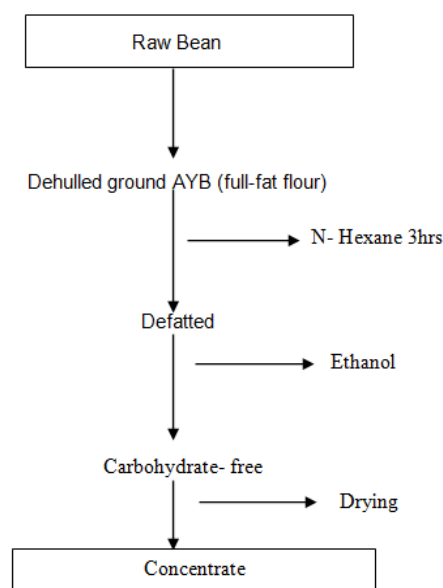 Raw Bean
Dehulled ground AYB (full-fat flour)
N- Hexane 3hrs
Defatted
Ethanol
Carbohydrate- free
Drying
Concentrate